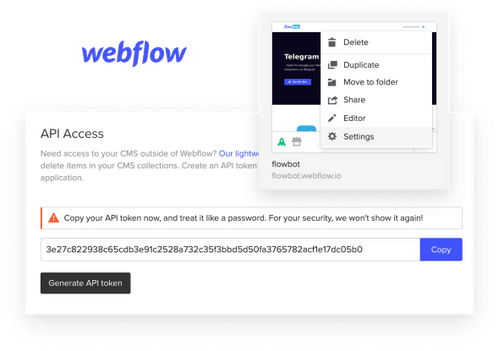 webflow
Telegram
Delete
Duplicate
Move to folder
Share
Editor
Settings
flowbot
flowbot.webflow.io
API Access
Need access to your CMS outside of Webflow? Our lightw
delete items in your CMS collections. Create an API token
application.
Copy your API token now, and treat it like a password. For your security, we won't show it again!
3e27c822938c65cdb3e91c2528a732c35f3bbd5d50fa3765782acf1e17dc05b0 Copy
Generate API token